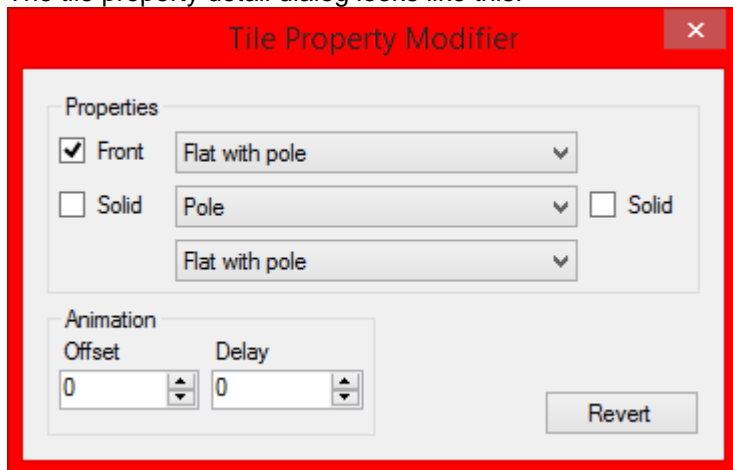 The tile property detail dialog looks like this:
Tile Property Modifier
Properties
Front Flat with pole
Solid Pole Solid
Flat with pole
Animation
Offset Delay
0 0
Revert